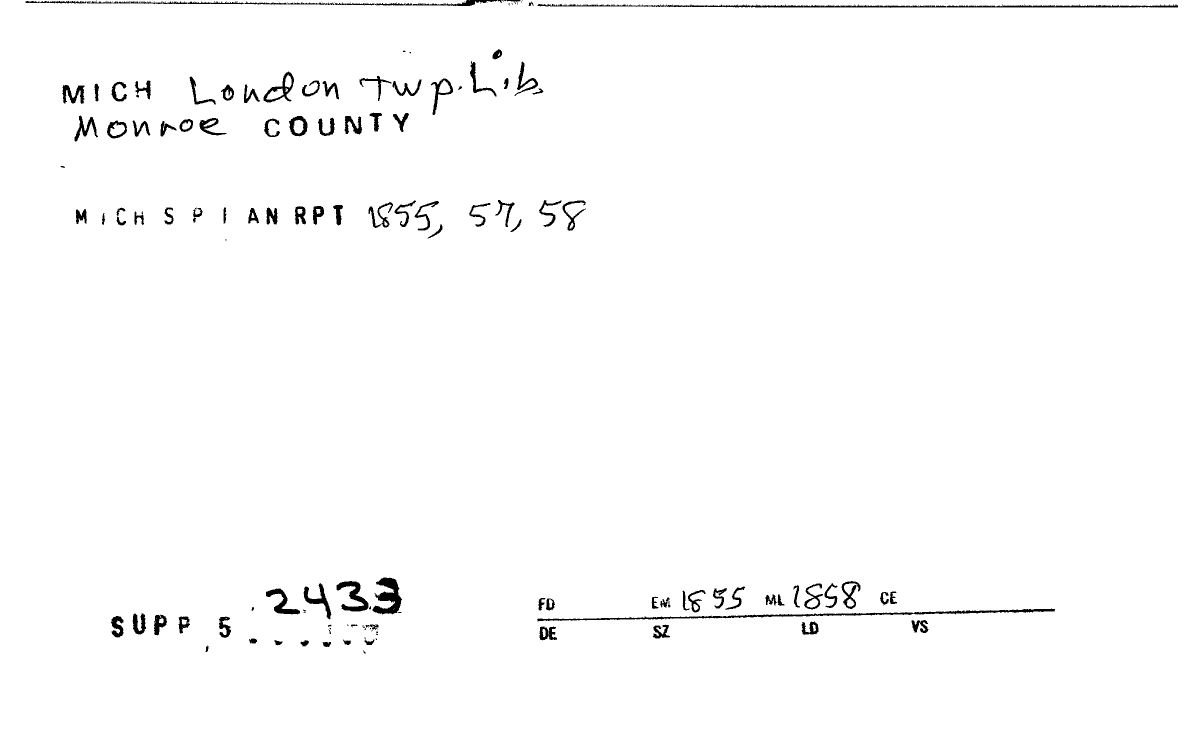 MICH London Twp. Lib.
Monroe COUNTY
MICH S P I AN RPT 1855, 57, 58
2433
SUPP 5
FD EM 1855 ML 1858 CE
DE SZ LD VS